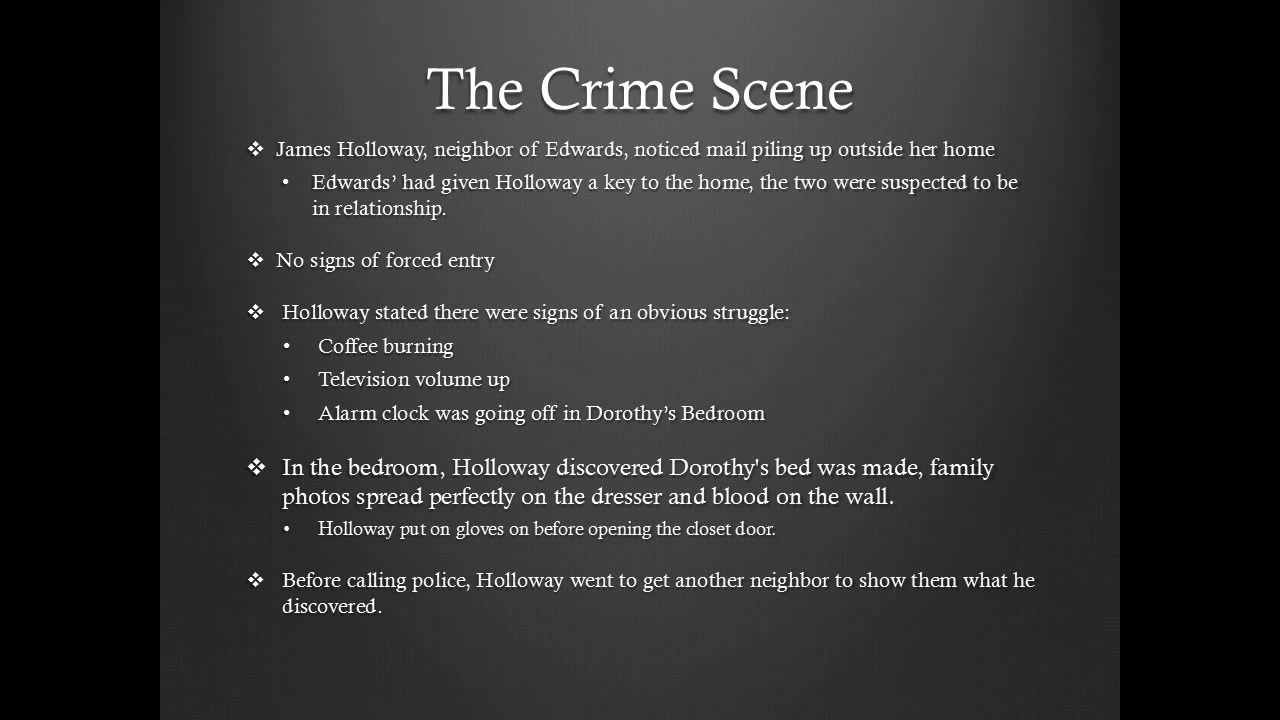 The Crime Scene
❖ James Holloway, neighbor of Edwards, noticed mail piling up outside her home
• Edwards’ had given Holloway a key to the home, the two were suspected to be
in relationship.
❖ No signs of forced entry
❖ Holloway stated there were signs of an obvious struggle:
• Coffee burning
• Television volume up
• Alarm clock was going off in Dorothy’s Bedroom
❖ In the bedroom, Holloway discovered Dorothy's bed was made, family
photos spread perfectly on the dresser and blood on the wall.
• Holloway put on gloves on before opening the closet door.
❖ Before calling police, Holloway went to get another neighbor to show them what he
discovered.